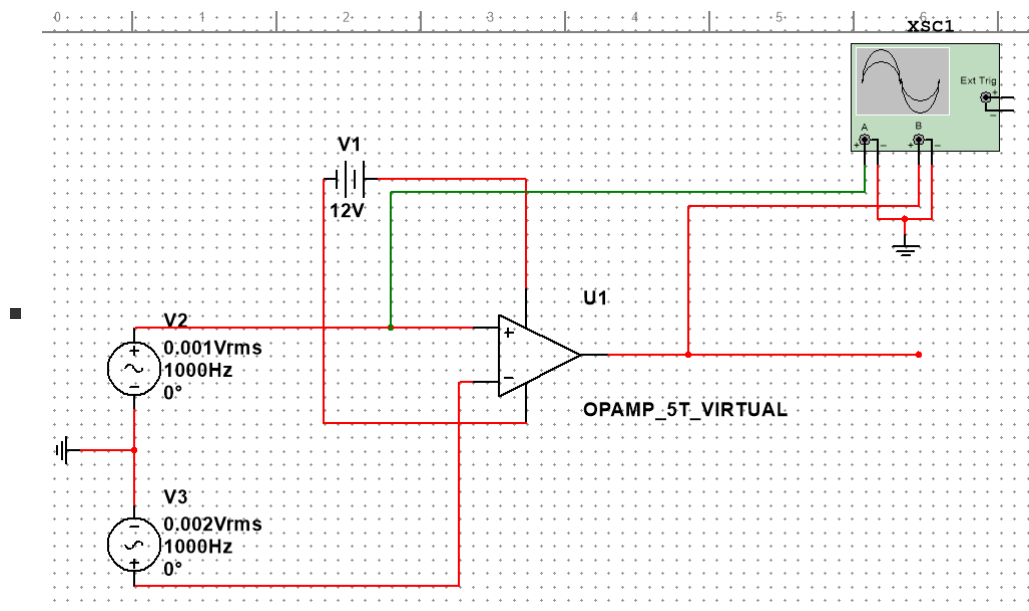 0 1 2 3 4 5 6
XSC1
Ext Trig
+
−
A B
+ − + −
V1
12V
U1
+
−
OPAMP_5T_VIRTUAL
V2
+
0.001Vrms
1000Hz
−
0°
V3
−
0.002Vrms
1000Hz
+
0°